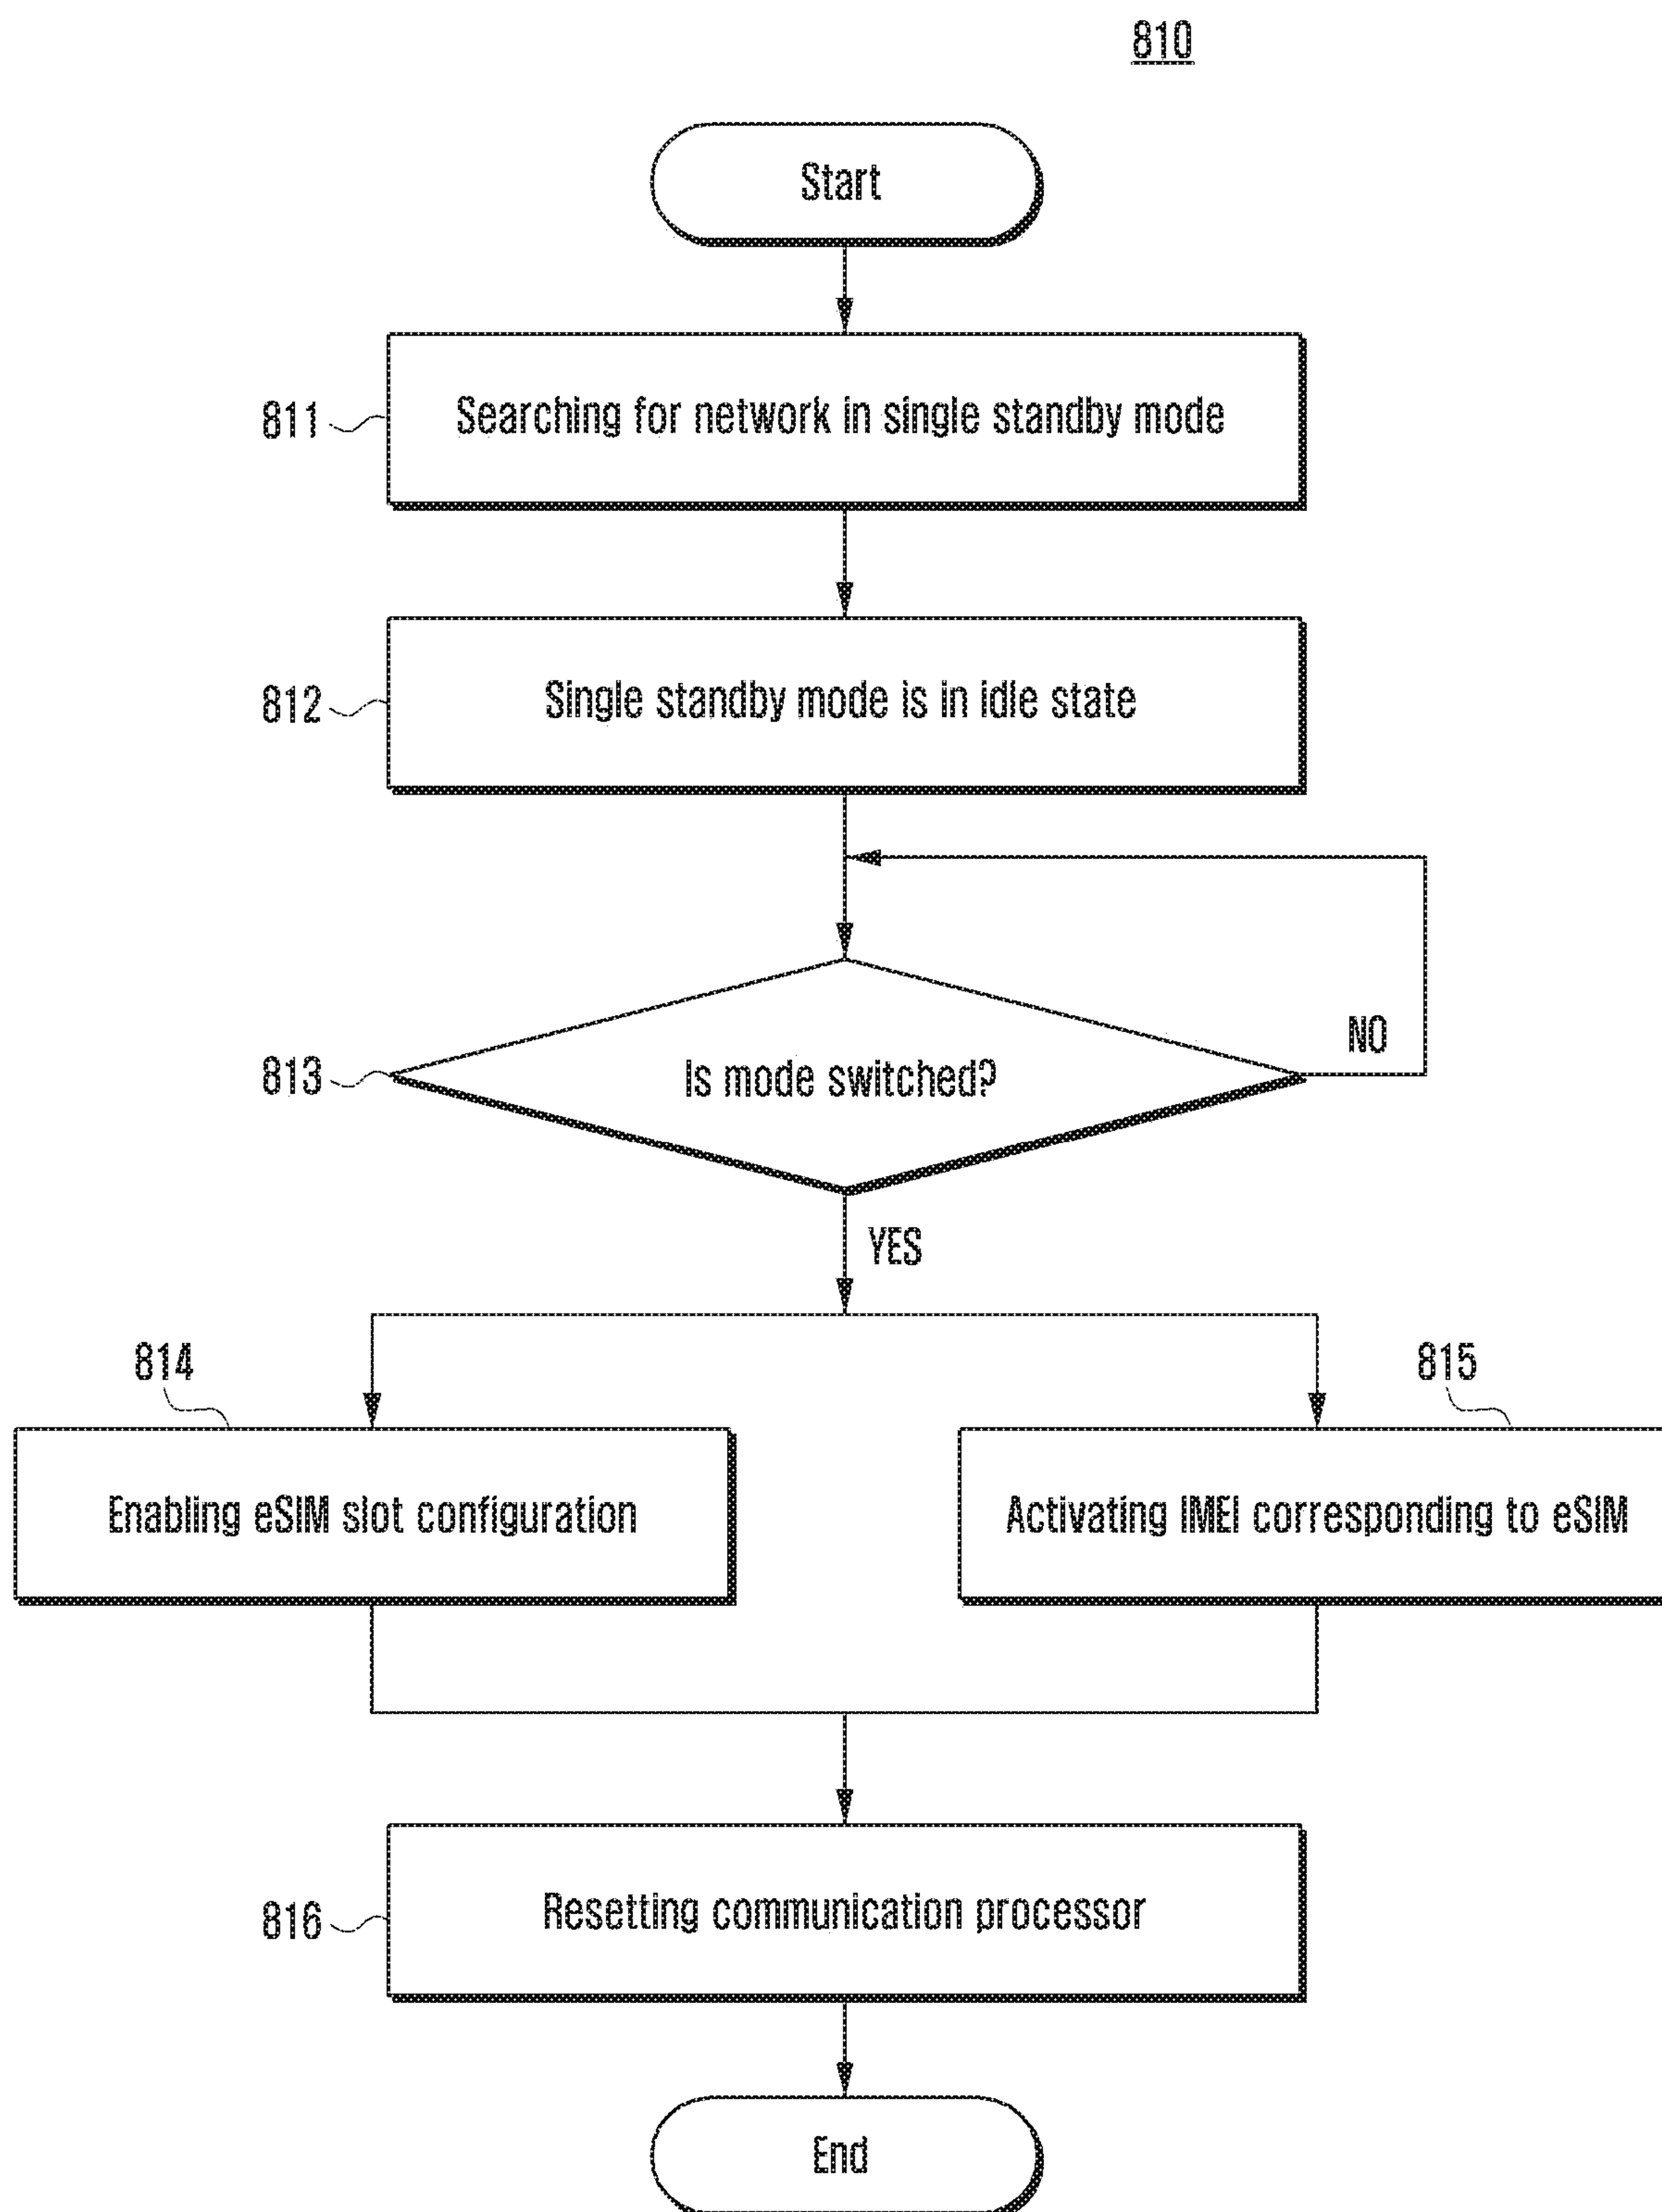 810
Start
811
Searching for network in single standby mode
812
Single standby mode is in idle state
813
Is mode switched?
NO
YES
814
815
Enabling eSIM slot configuration
Activating IMEI corresponding to eSIM
816
Resetting communication processor
End